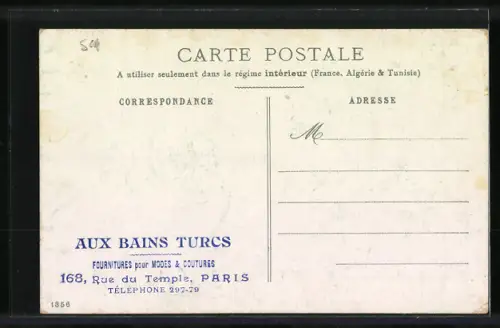 504
CARTE POSTALE
A utiliser seulement dans le régime intérieur (France, Algérie & Tunisie)
CORRESPONDANCE
ADRESSE
M
AUX BAINS TURCS
FOURNITURES pour MODES & COUTURES
168, Rue du Temple, PARIS
TÉLÉPHONE 297-79
1856